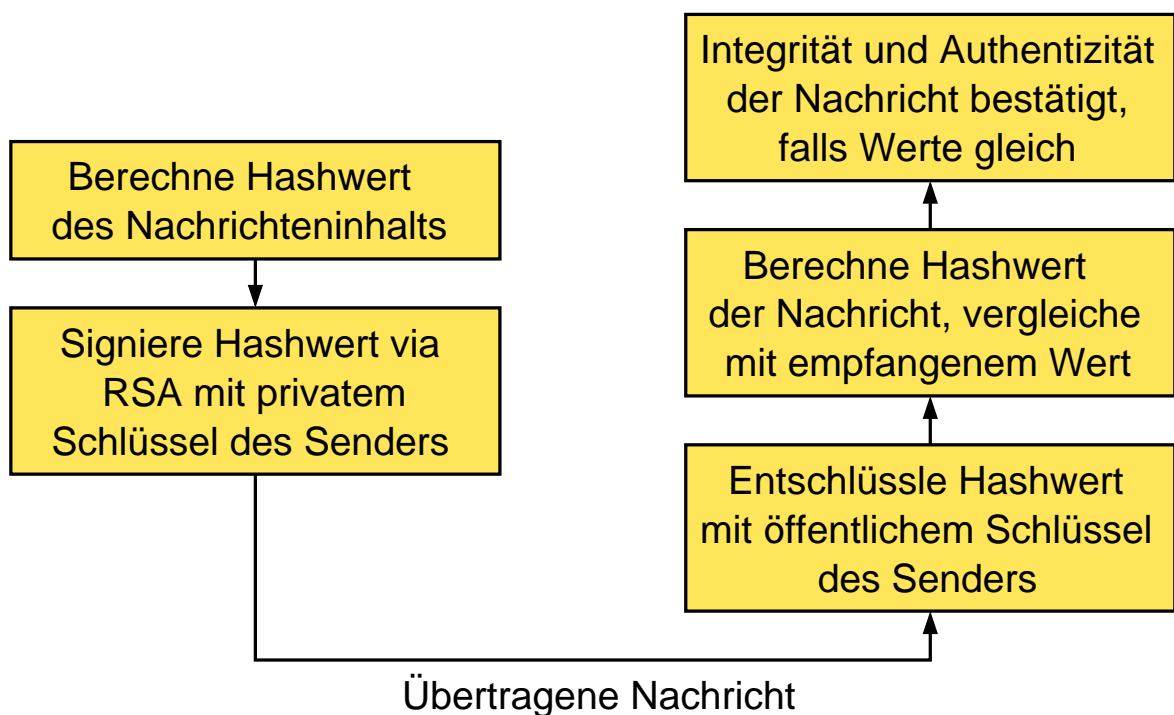 Berechne Hashwert
des Nachrichteninhalts
Signiere Hashwert via
RSA mit privatem
Schlüssel des Senders
Übertragene Nachricht
Entschlüssle Hashwert
mit öffentlichem Schlüssel
des Senders
Berechne Hashwert
der Nachricht, vergleiche
mit empfangenem Wert
Integrität und Authentizität
der Nachricht bestätigt,
falls Werte gleich